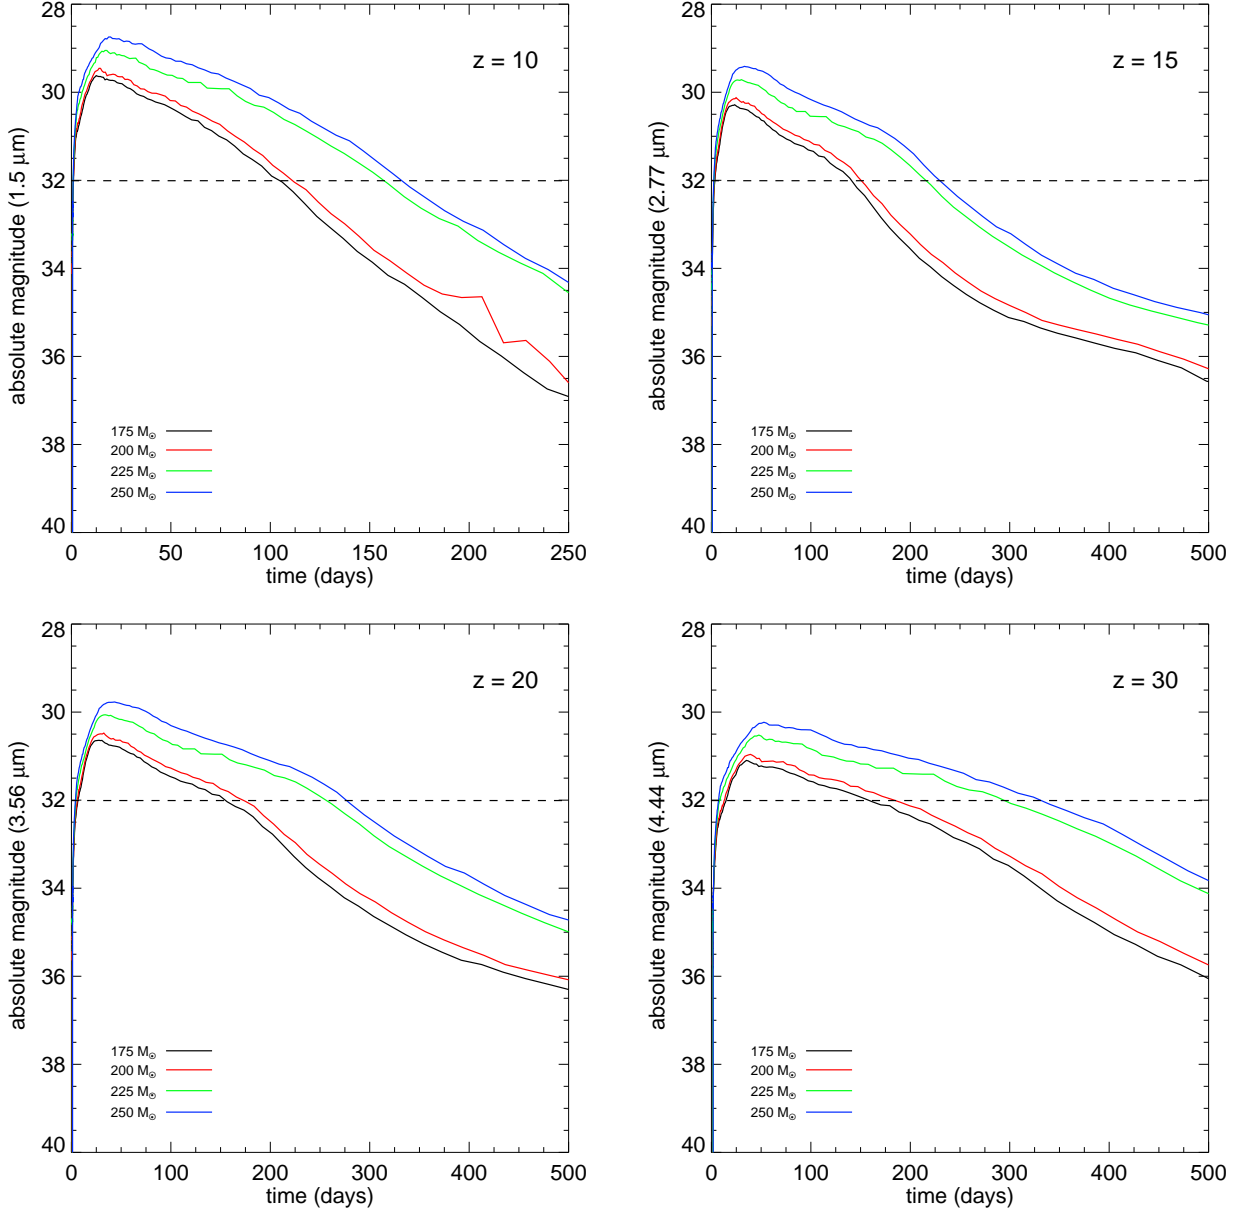 28
30
32
34
36
38
40
absolute magnitude (1.5 μm)
z = 10
175 M☉
200 M☉
225 M☉
250 M☉
0 50 100 150 200 250
time (days)
28
30
32
34
36
38
40
absolute magnitude (2.77 μm)
z = 15
175 M☉
200 M☉
225 M☉
250 M☉
0 100 200 300 400 500
time (days)
28
30
32
34
36
38
40
absolute magnitude (3.56 μm)
z = 20
175 M☉
200 M☉
225 M☉
250 M☉
0 100 200 300 400 500
time (days)
28
30
32
34
36
38
40
absolute magnitude (4.44 μm)
z = 30
175 M☉
200 M☉
225 M☉
250 M☉
0 100 200 300 400 500
time (days)